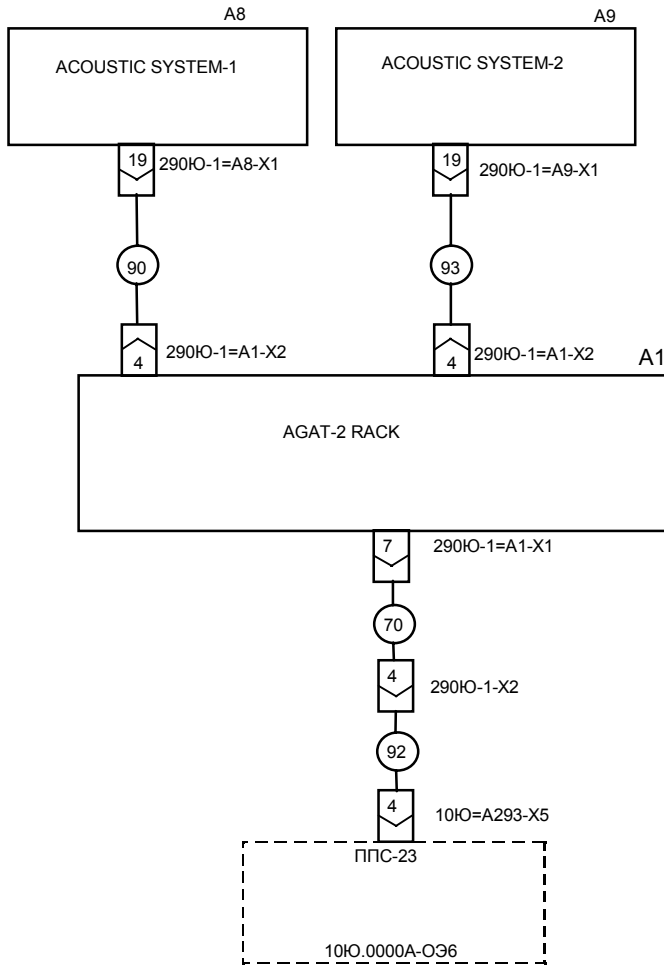 A8
A9
ACOUSTIC SYSTEM-1
ACOUSTIC SYSTEM-2
19
290Ю-1=A8-X1
19
290Ю-1=A9-X1
90
93
4
290Ю-1=A1-X2
4
290Ю-1=A1-X2
A1
AGAT-2 RACK
7
290Ю-1=A1-X1
70
4
290Ю-1-X2
92
4
10Ю=A293-X5
ППС-23
10Ю.0000А-ОЭ6